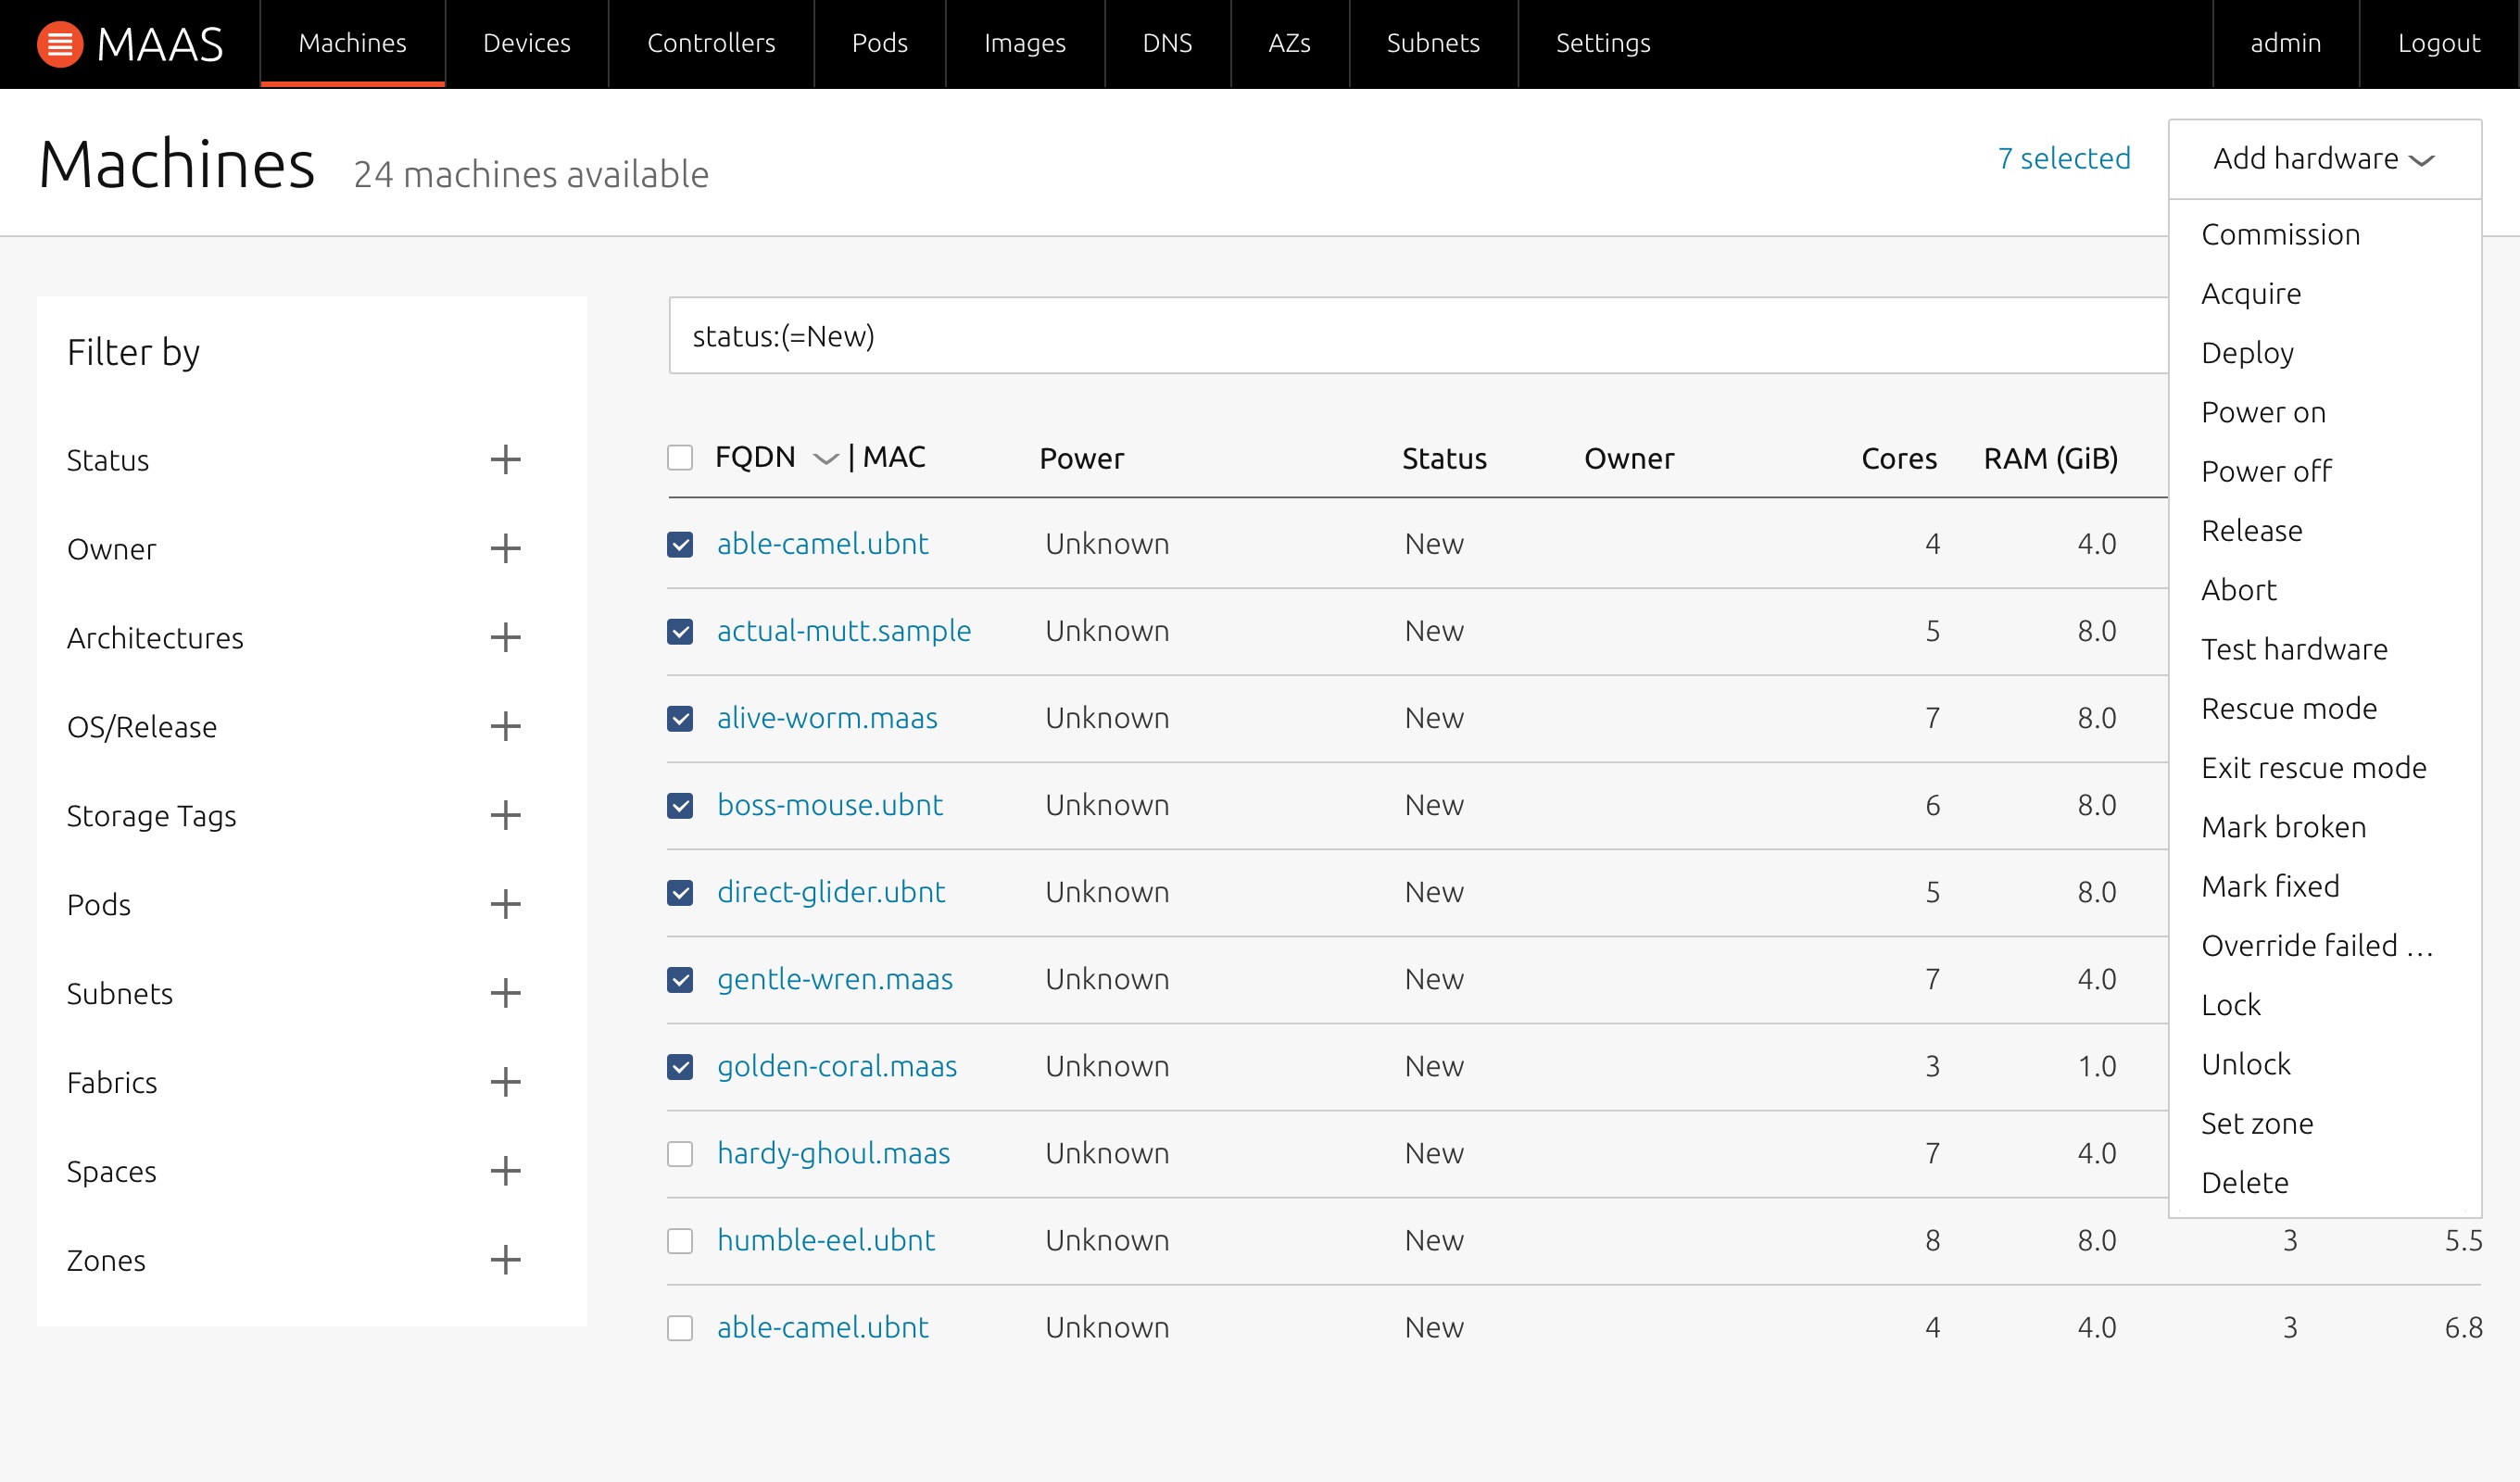 MAAS Machines Devices Controllers Pods Images DNS AZs Subnets Settings admin Logout
Machines 24 machines available 7 selected Add hardware
Commission
Acquire
Deploy
Power on
Power off
Release
Abort
Test hardware
Rescue mode
Exit rescue mode
Mark broken
Mark fixed
Override failed ...
Lock
Unlock
Set zone
Delete
Filter by
Status
Owner
Architectures
OS/Release
Storage Tags
Pods
Subnets
Fabrics
Spaces
Zones
status:(=New)
FQDN | MAC Power Status Owner Cores RAM (GiB)
able-camel.ubnt Unknown New 4 4.0
actual-mutt.sample Unknown New 5 8.0
alive-worm.maas Unknown New 7 8.0
boss-mouse.ubnt Unknown New 6 8.0
direct-glider.ubnt Unknown New 5 8.0
gentle-wren.maas Unknown New 7 4.0
golden-coral.maas Unknown New 3 1.0
hardy-ghoul.maas Unknown New 7 4.0
humble-eel.ubnt Unknown New 8 8.0 3 5.5
able-camel.ubnt Unknown New 4 4.0 3 6.8